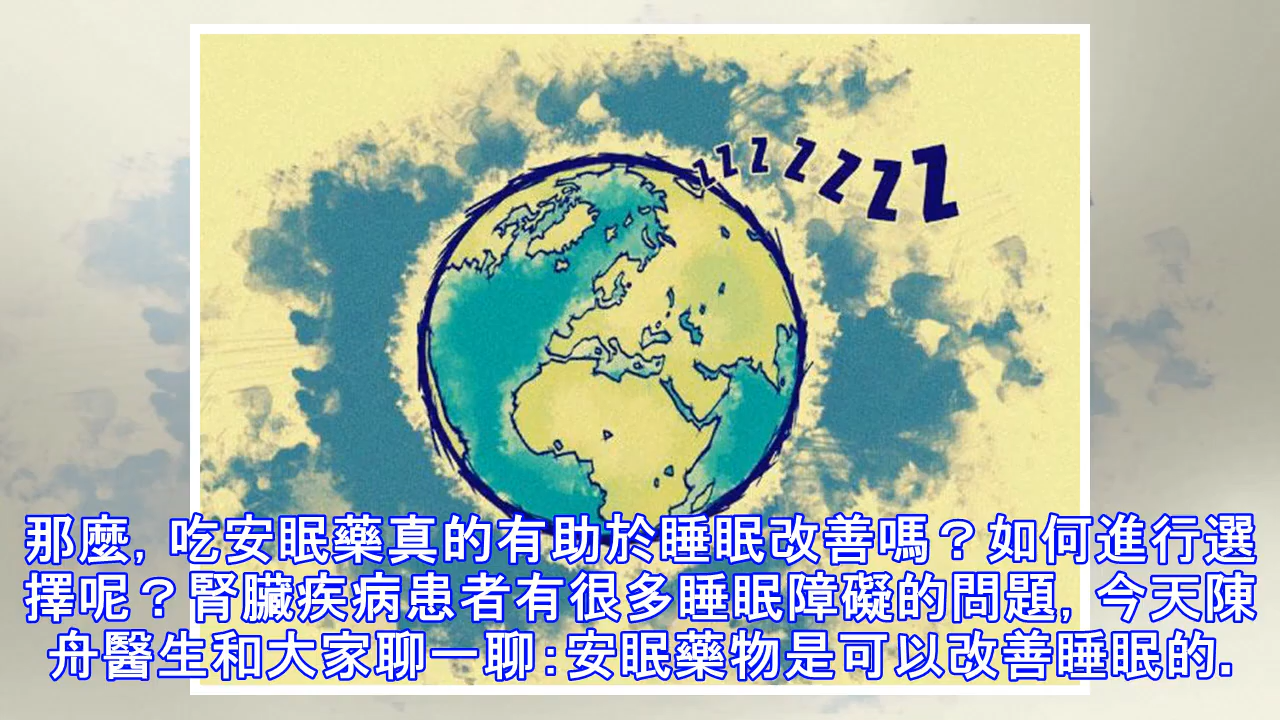 zzzzzzz
那麼,吃安眠藥真的有助於睡眠改善嗎?如何進行選
擇呢?腎臟疾病患者有很多睡眠障礙的問題,今天陳
舟醫生和大家聊一聊:安眠藥物是可以改善睡眠的.